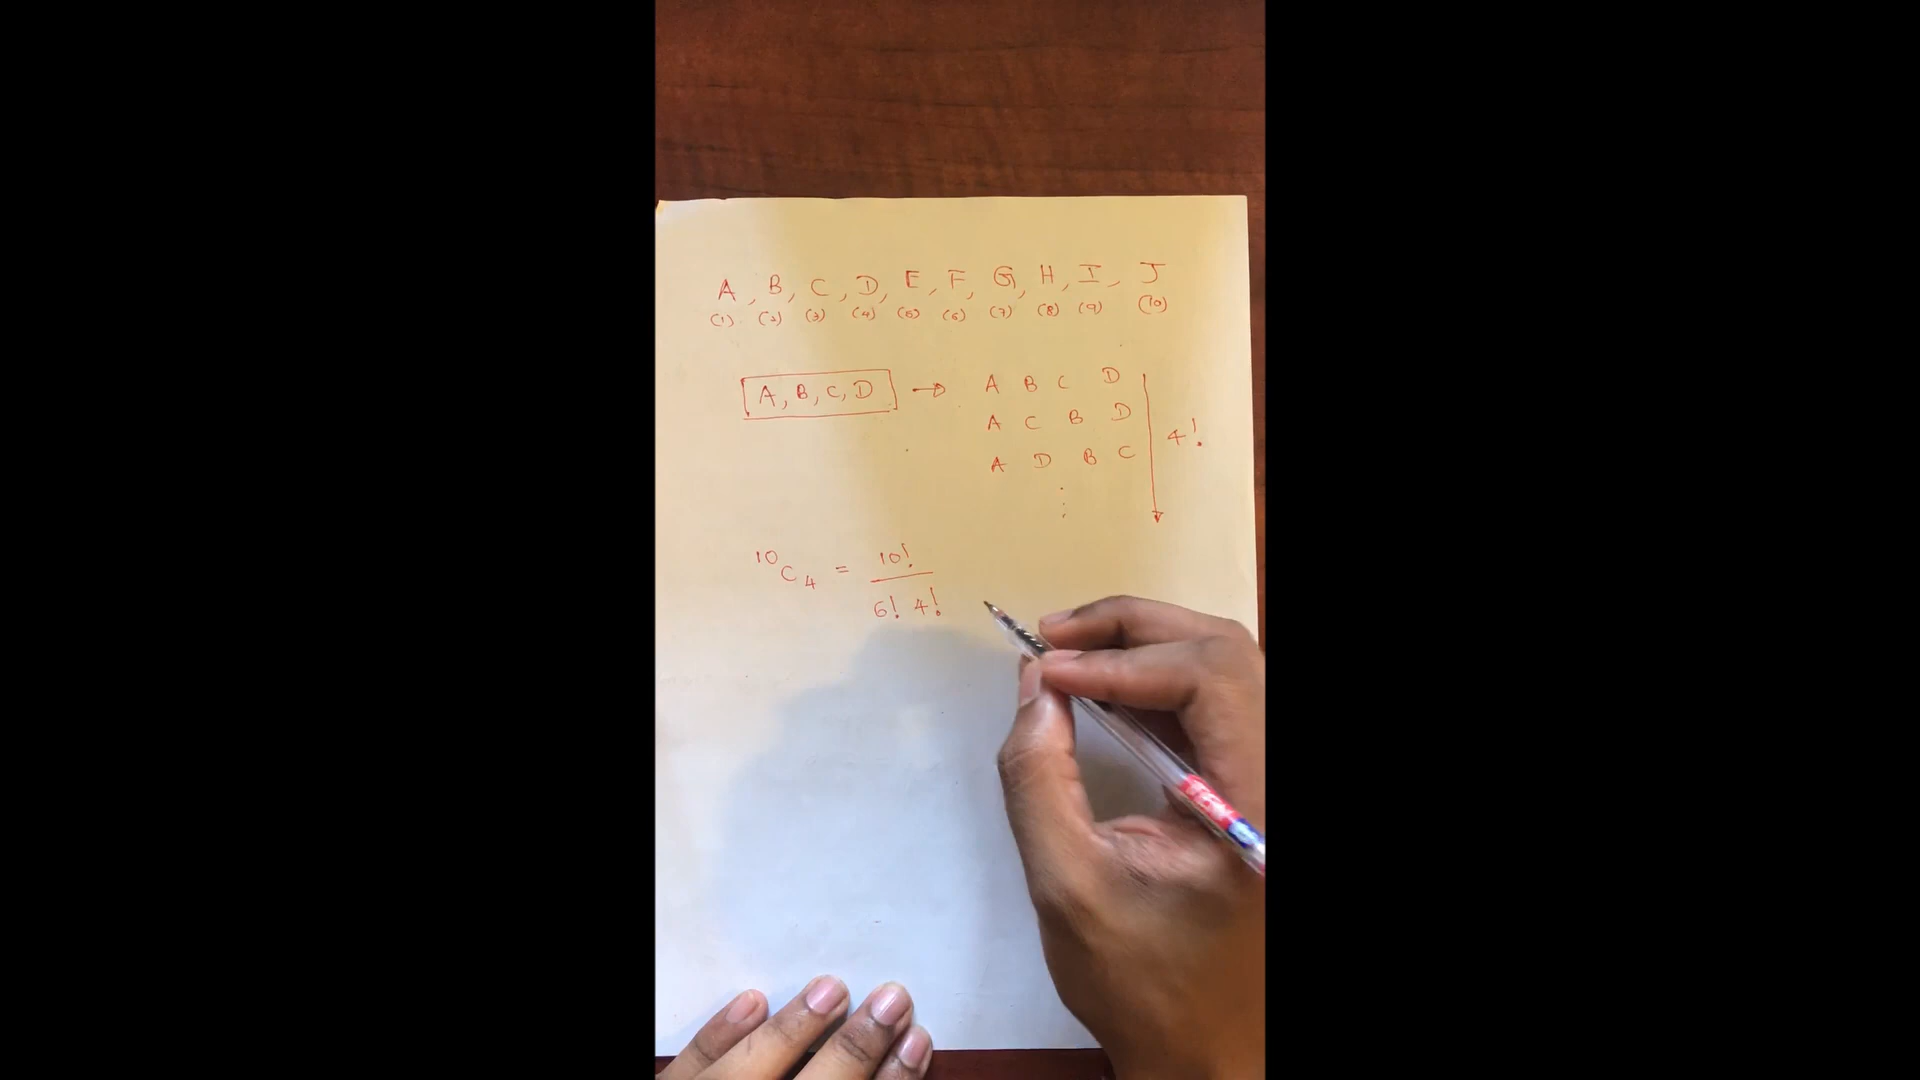 A, B, C, D, E, F, G, H, I, J
(1) (2) (3) (4) (5) (6) (7) (8) (9) (10)
A, B, C, D → A B C D
A C B D 4!
A D B C
⋮
¹⁰C₄ = 10! / 6! 4!